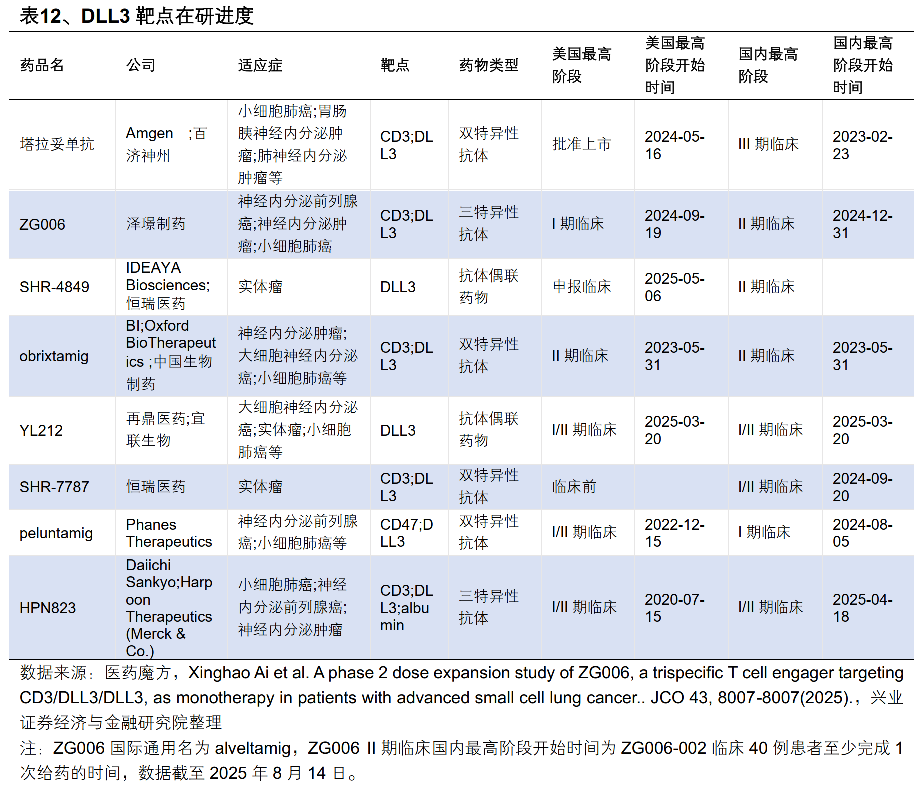 表12、DLL3 靶点在研进度
药品名 公司 适应症 靶点 药物类型 美国最高阶段 美国最高阶段开始时间 国内最高阶段 国内最高阶段开始时间
塔拉妥单抗 Amgen ;百济神州 小细胞肺癌;胃肠胰神经内分泌肿瘤;肺神经内分泌肿瘤等 CD3;DLL3 双特异性抗体 批准上市 2024-05-16 III 期临床 2023-02-23
ZG006 泽璟制药 神经内分泌前列腺癌;神经内分泌肿瘤;小细胞肺癌 CD3;DLL3 三特异性抗体 I 期临床 2024-09-19 II 期临床 2024-12-31
SHR-4849 IDEAYA Biosciences;恒瑞医药 实体瘤 DLL3 抗体偶联药物 申报临床 2025-05-06 II 期临床
obrixtamig BI;Oxford BioTherapeutics ;中国生物制药 神经内分泌肿瘤;大细胞神经内分泌癌;小细胞肺癌等 CD3;DLL3 双特异性抗体 II 期临床 2023-05-31 II 期临床 2023-05-31
YL212 再鼎医药;宜联生物 大细胞神经内分泌癌;实体瘤;小细胞肺癌等 DLL3 抗体偶联药物 I/II 期临床 2025-03-20 I/II 期临床 2025-03-20
SHR-7787 恒瑞医药 实体瘤 CD3;DLL3 双特异性抗体 临床前 I/II 期临床 2024-09-20
peluntamig Phanes Therapeutics 神经内分泌前列腺癌;小细胞肺癌等 CD47;DLL3 双特异性抗体 I/II 期临床 2022-12-15 I 期临床 2024-08-05
HPN823 Daiichi Sankyo;Harpoon Therapeutics (Merck & Co.) 小细胞肺癌;神经内分泌前列腺癌;神经内分泌肿瘤 CD3;DLL3;albumin 三特异性抗体 I/II 期临床 2020-07-15 I/II 期临床 2025-04-18
数据来源：医药魔方，Xinghao Ai et al. A phase 2 dose expansion study of ZG006, a trispecific T cell engager targeting
CD3/DLL3/DLL3, as monotherapy in patients with advanced small cell lung cancer.. JCO 43, 8007-8007(2025).，兴业
证券经济与金融研究院整理
注：ZG006 国际通用名为 alveltamig，ZG006 II 期临床国内最高阶段开始时间为 ZG006-002 临床 40 例患者至少完成 1
次给药的时间，数据截至 2025 年 8 月 14 日。